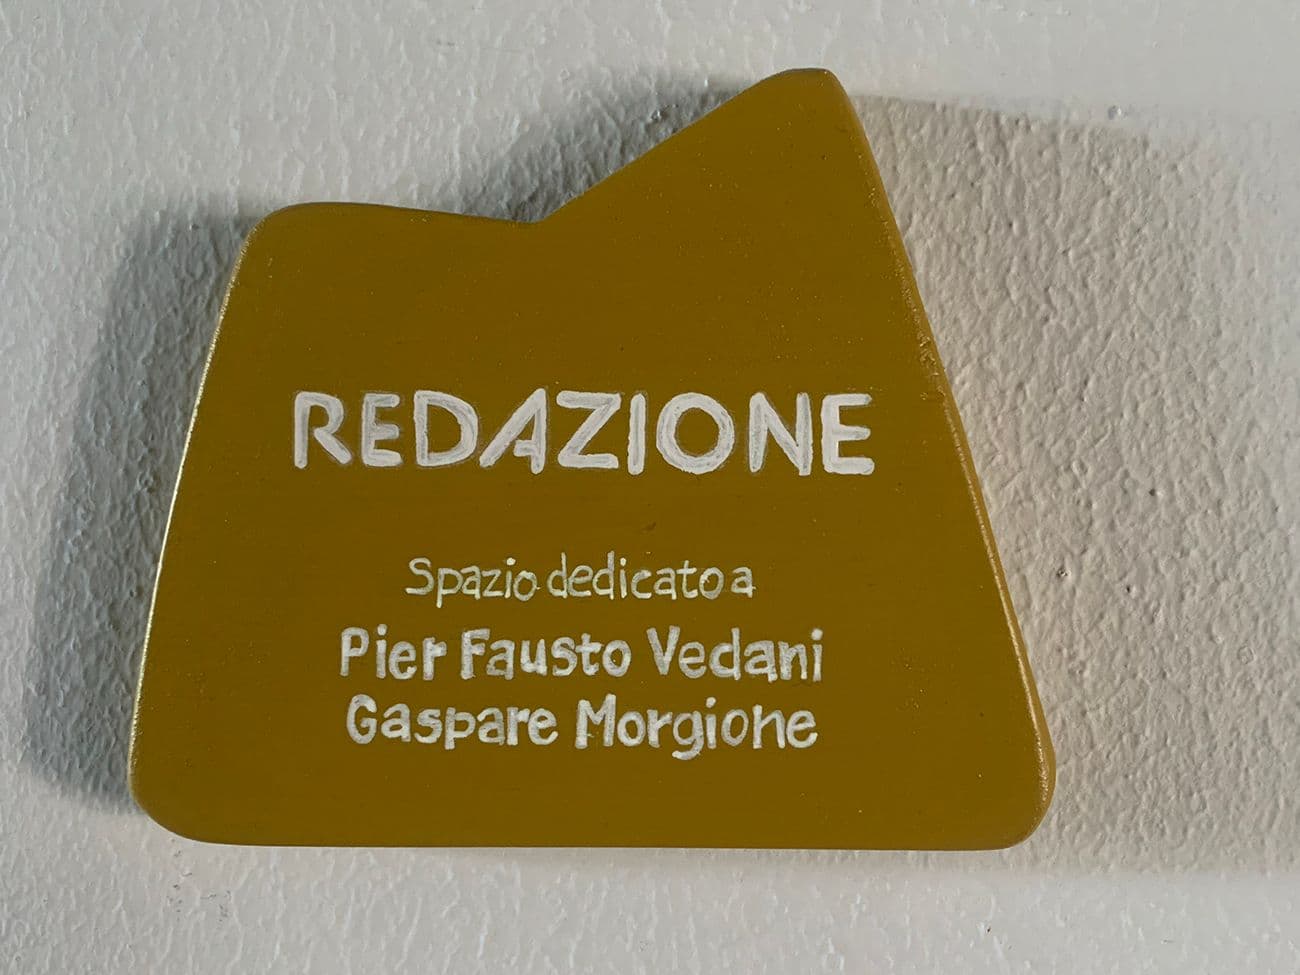 REDAZIONE
Spazio dedicato a
Pier Fausto Vedani
Gaspare Morgione